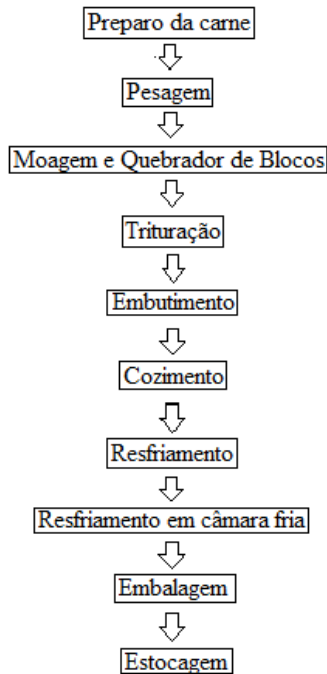 Preparo da carne
Pesagem
Moagem e Quebrador de Blocos
Trituração
Embutimento
Cozimento
Resfriamento
Resfriamento em câmara fria
Embalagem
Estocagem